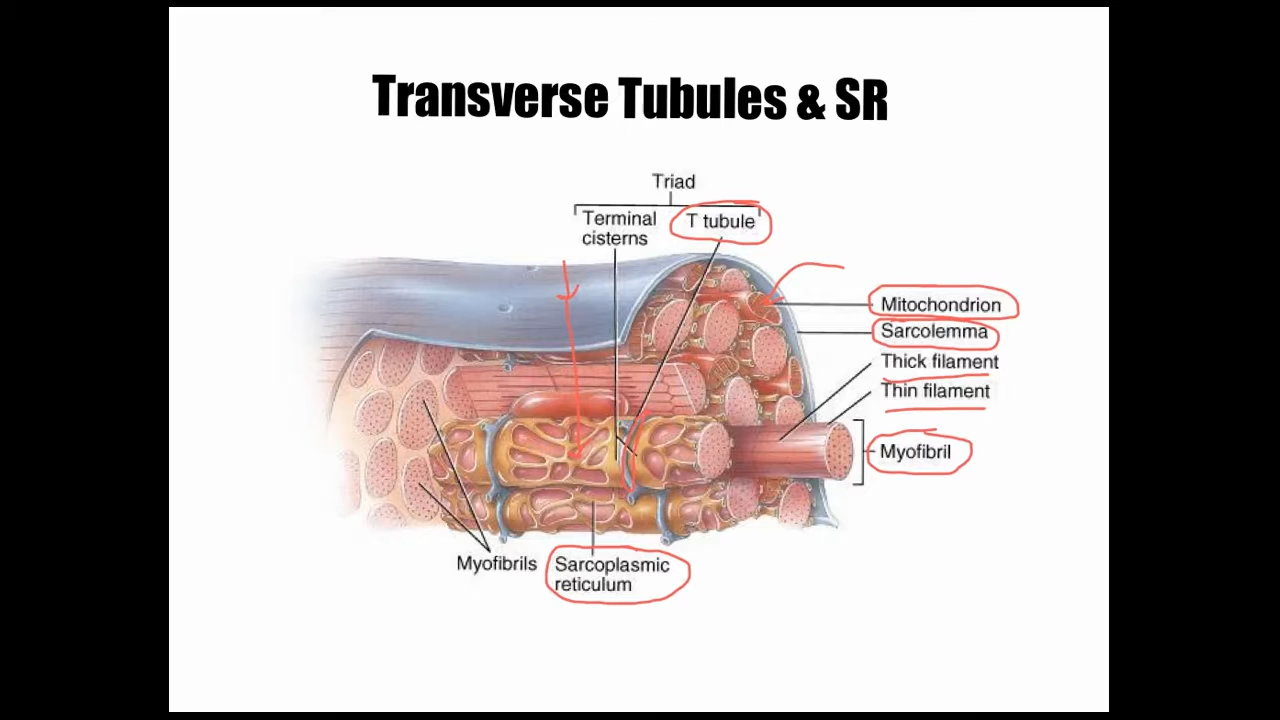 Transverse Tubules & SR
Triad
Terminal
cisterns
T tubule
Mitochondrion
Sarcolemma
Thick filament
Thin filament
Myofibril
Myofibrils
Sarcoplasmic
reticulum